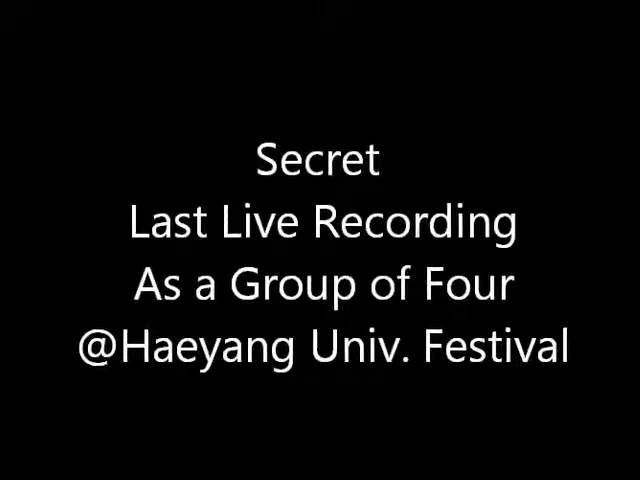 Secret
Last Live Recording
As a Group of Four
@Haeyang Univ. Festival